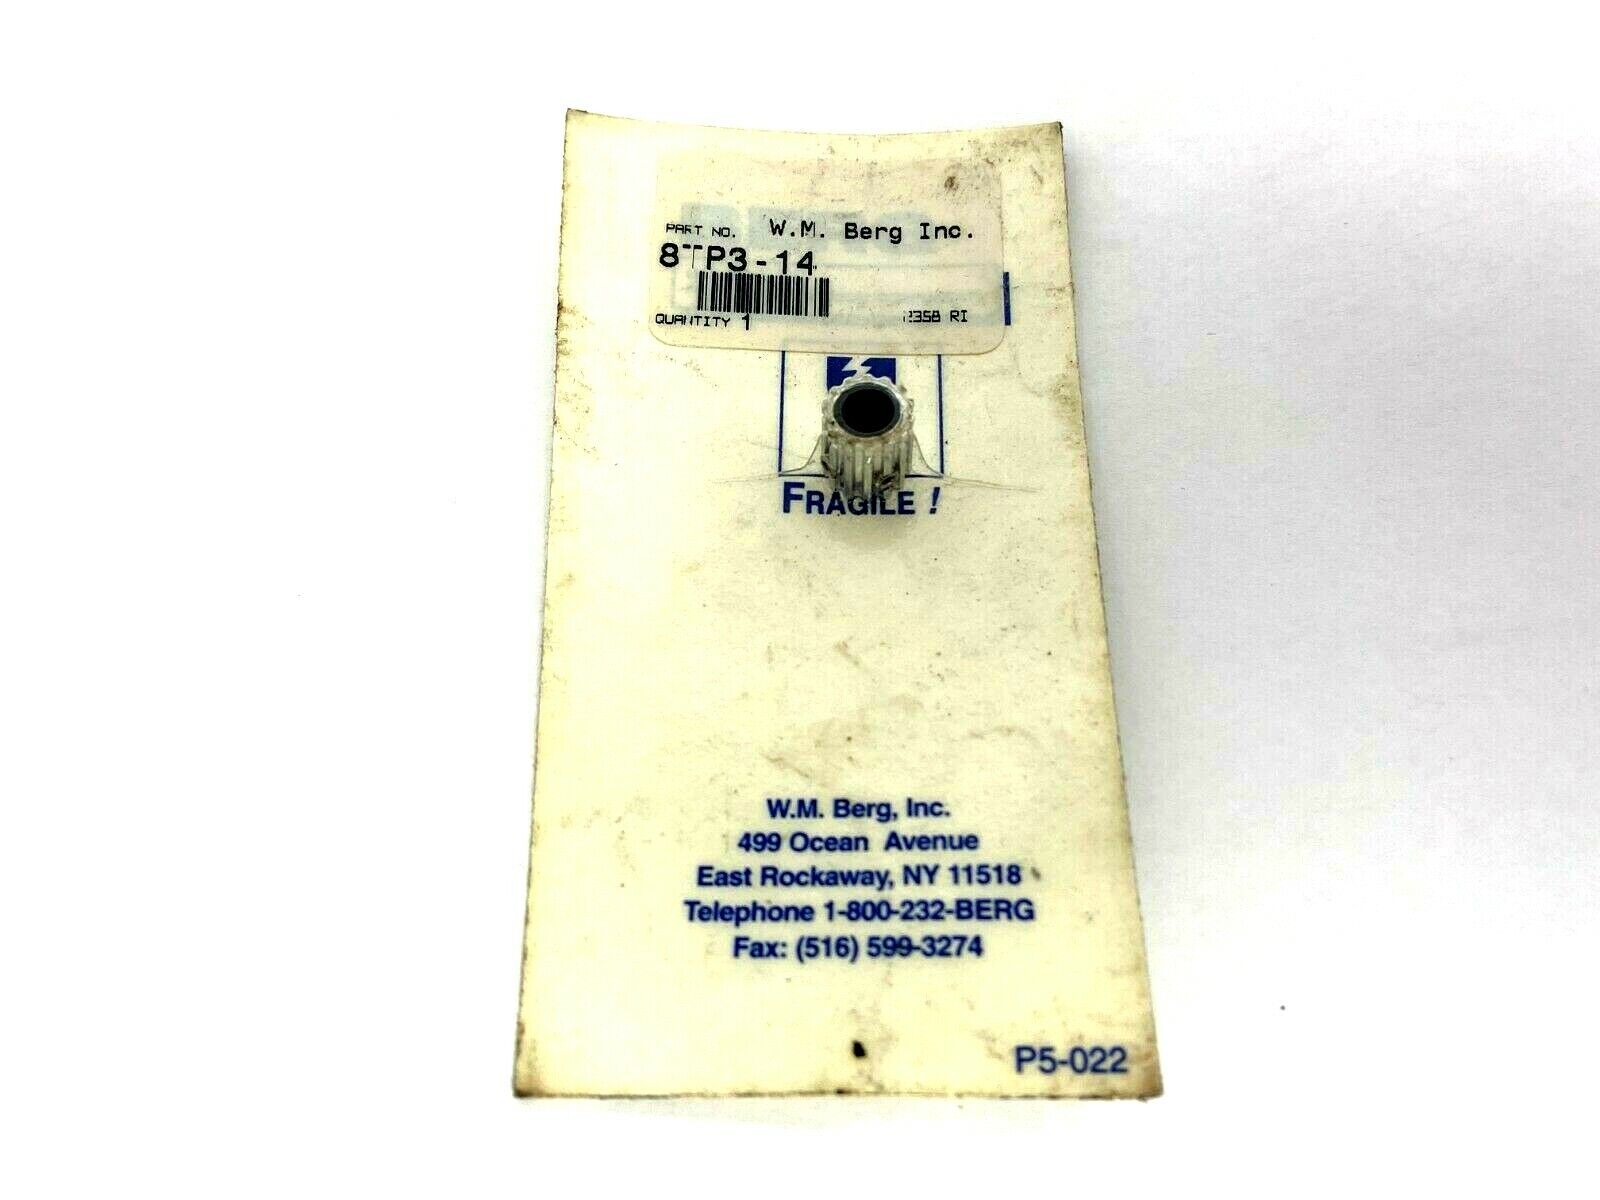 PART NO. W.M. Berg Inc.
8TP3-14
QUANTITY 1 RI
FRAGILE !
W.M. Berg, Inc.
499 Ocean Avenue
East Rockaway, NY 11518
Telephone 1-800-232-BERG
Fax: (516) 599-3274
P5-022